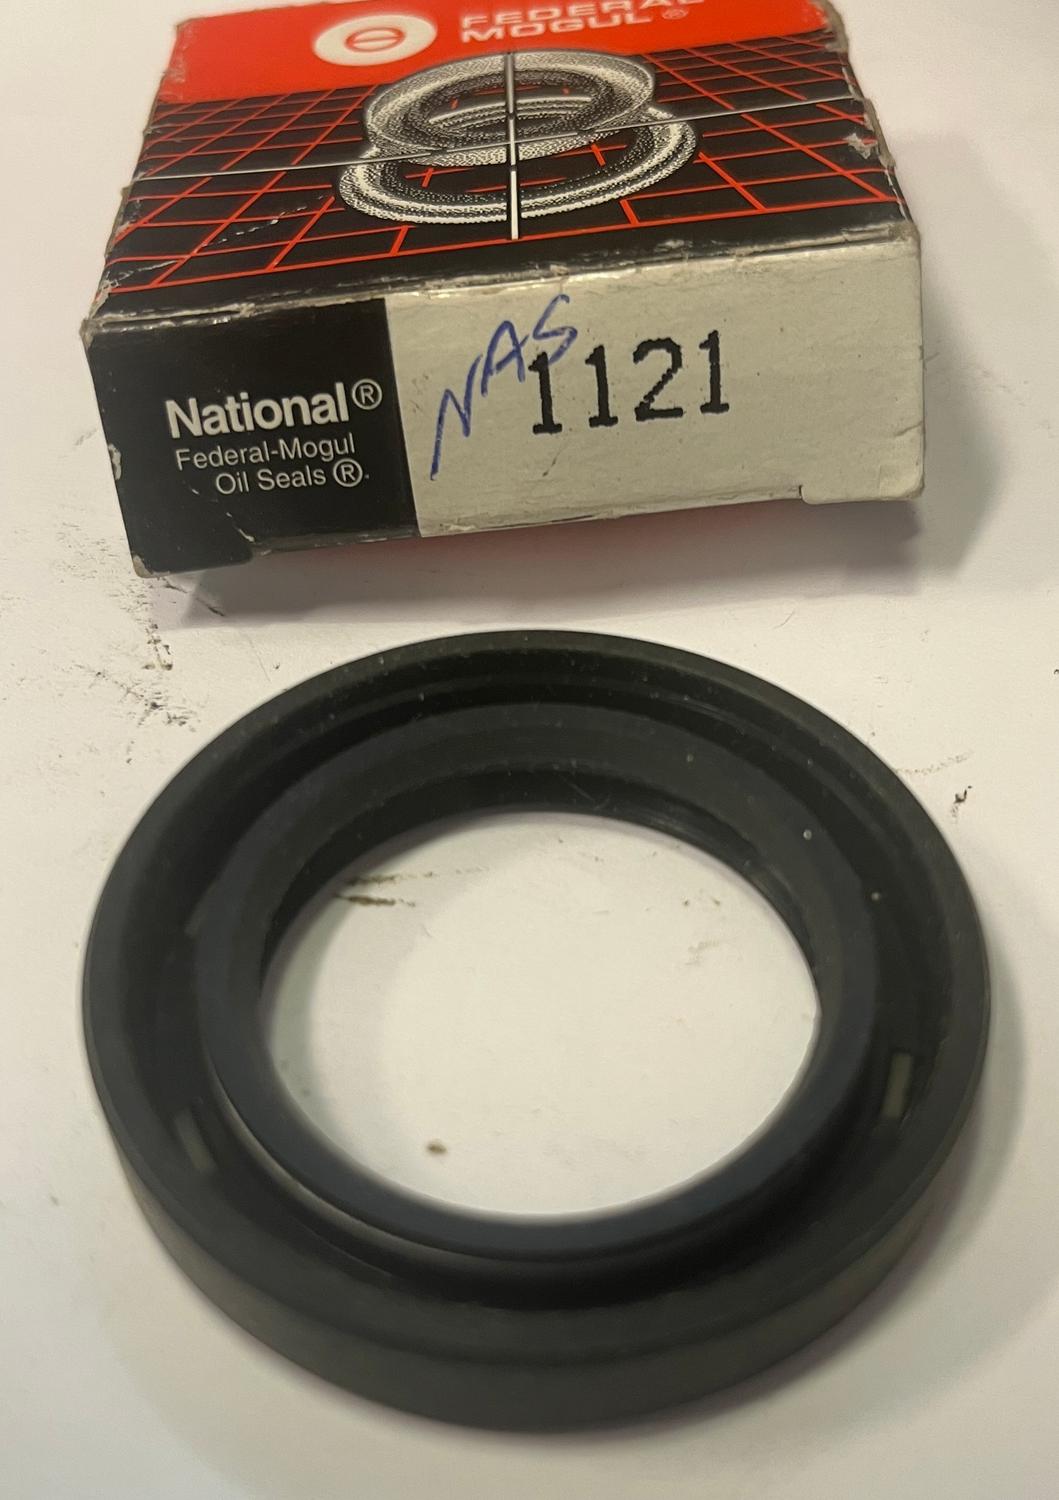 FEDERAL
MOGUL®
NAS
1121
National®
Federal-Mogul
Oil Seals®.